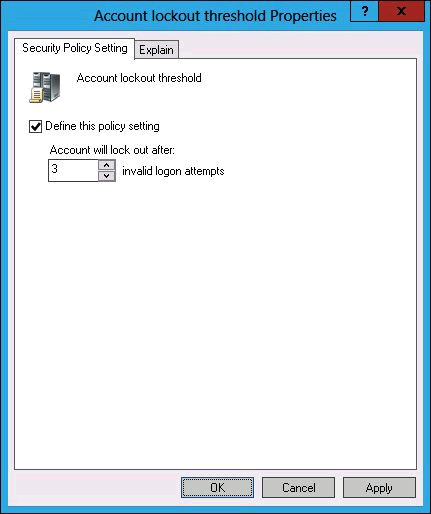 Account lockout threshold Properties
? x
Security Policy Setting Explain
Account lockout threshold
Define this policy setting
Account will lock out after:
3 invalid logon attempts
OK Cancel Apply